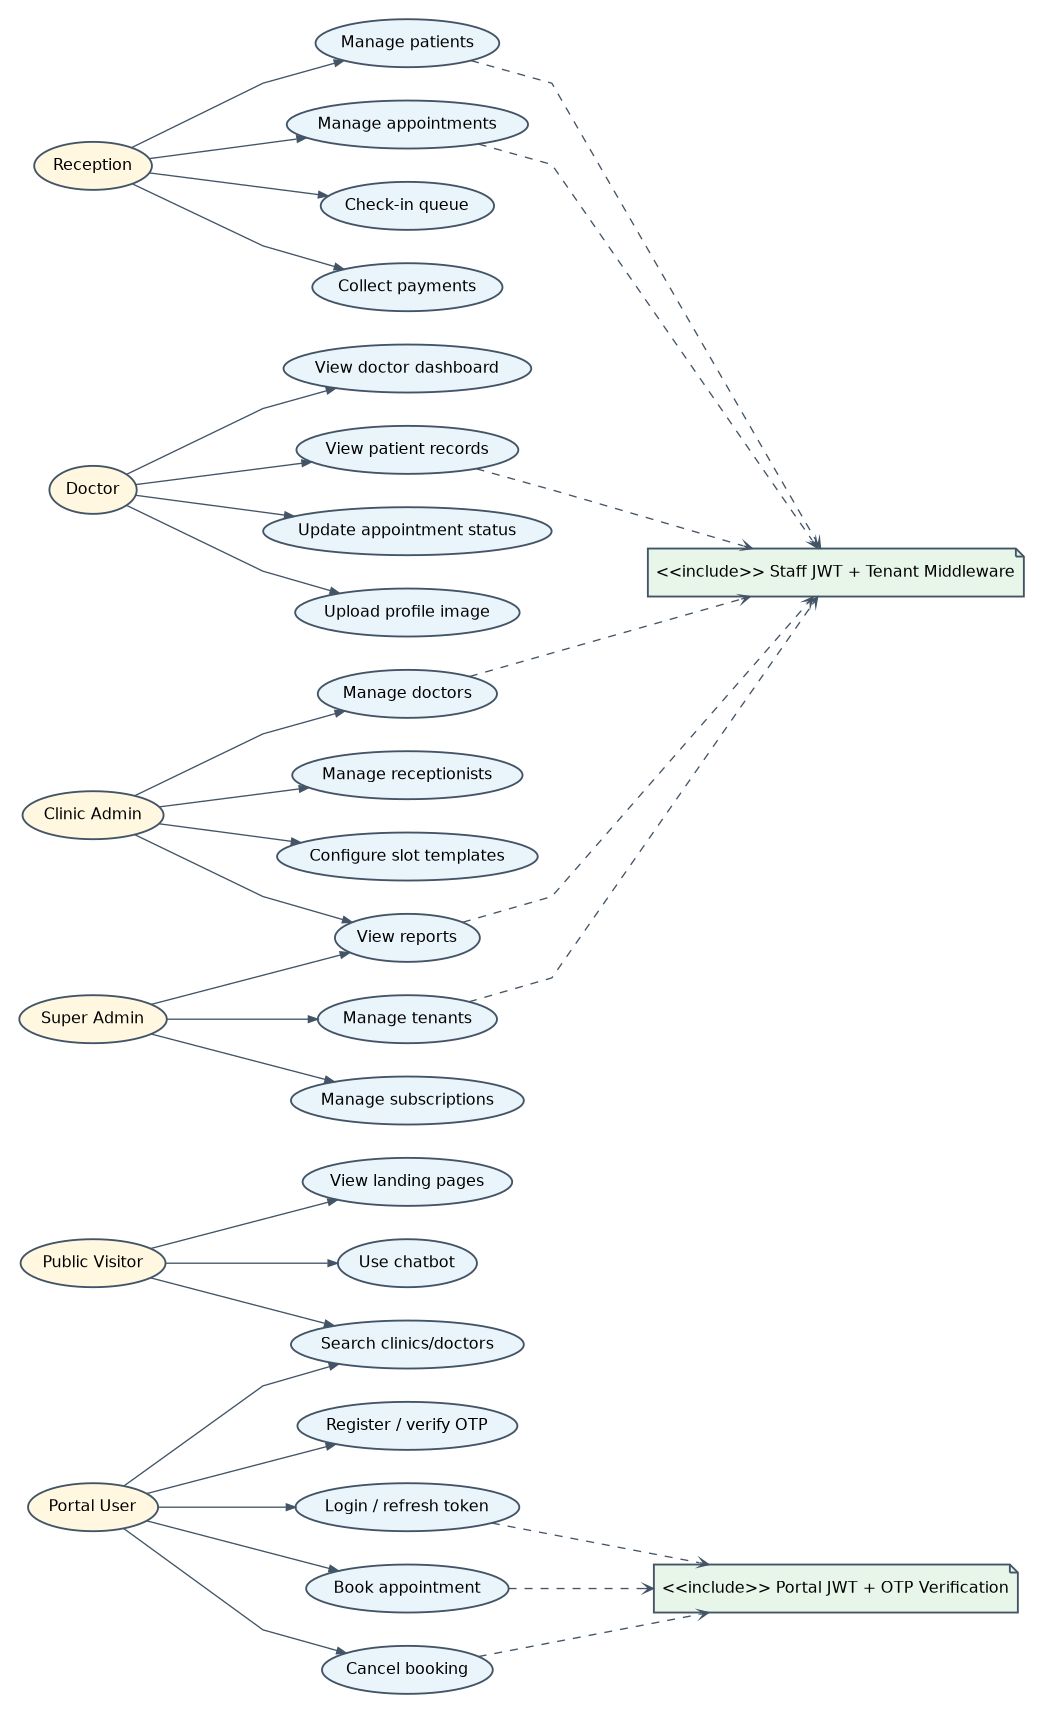 Manage patients
Manage appointments
Reception
Check-in queue
Collect payments
View doctor dashboard
View patient records
Doctor
Update appointment status
<<include>> Staff JWT + Tenant Middleware
Upload profile image
Manage doctors
Manage receptionists
Clinic Admin
Configure slot templates
View reports
Super Admin
Manage tenants
Manage subscriptions
View landing pages
Public Visitor
Use chatbot
Search clinics/doctors
Register / verify OTP
Portal User
Login / refresh token
Book appointment
<<include>> Portal JWT + OTP Verification
Cancel booking